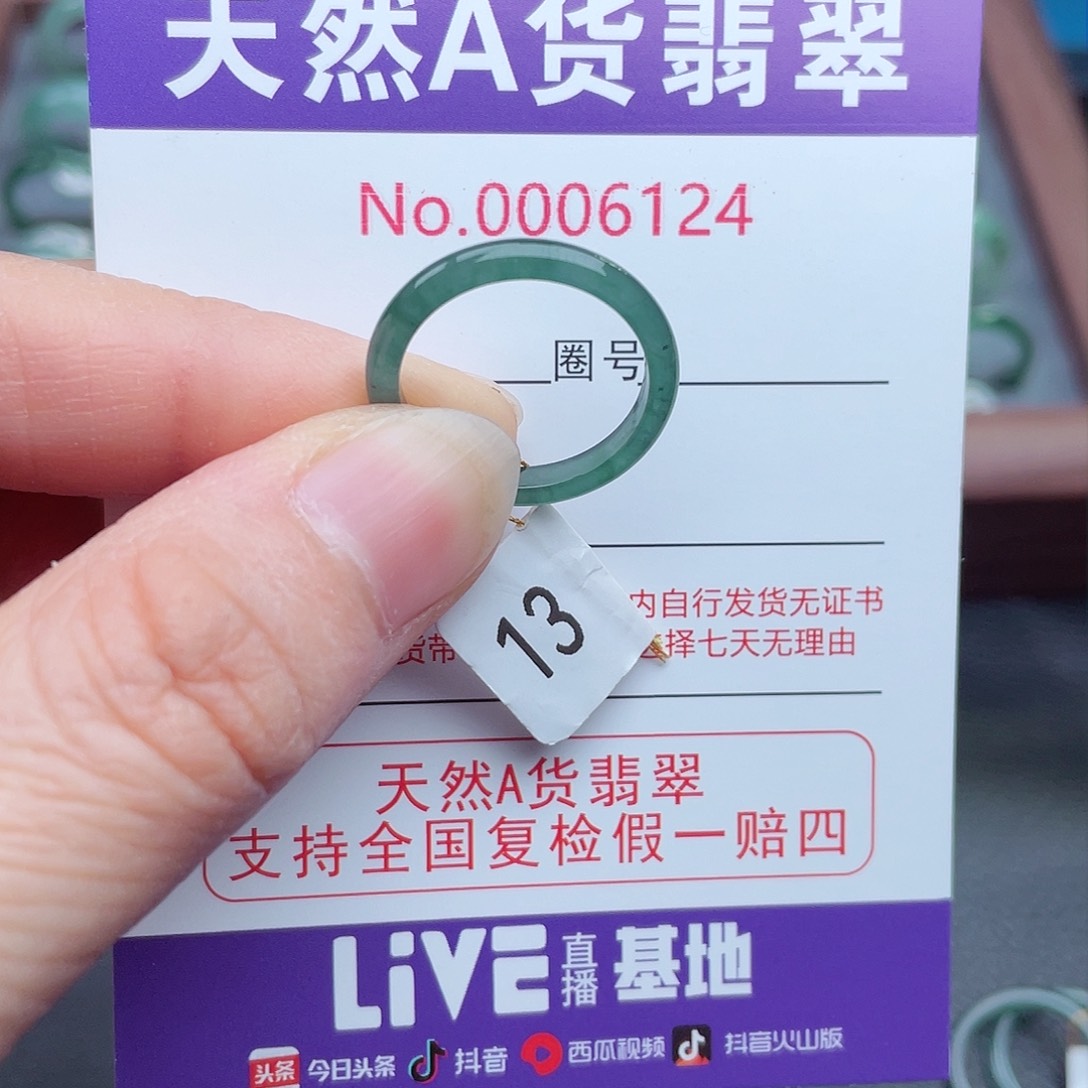 天然A货翡翠
No.0006124
圈号
内自行发货无证书
货带
择七天无理由
13
天然A货翡翠
支持全国复检假一赔四
LiVE直播基地
头条 今日头条 抖音 西瓜视频 抖音火山版